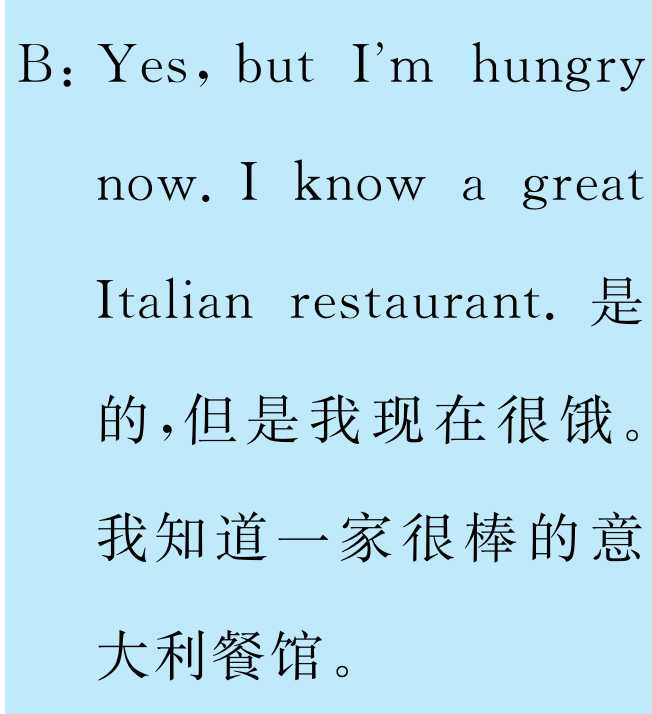 B: Yes, but I'm hungry
now. I know a great
Italian restaurant. 是
的,但是我现在很饿。
我知道一家很棒的意
大利餐馆。